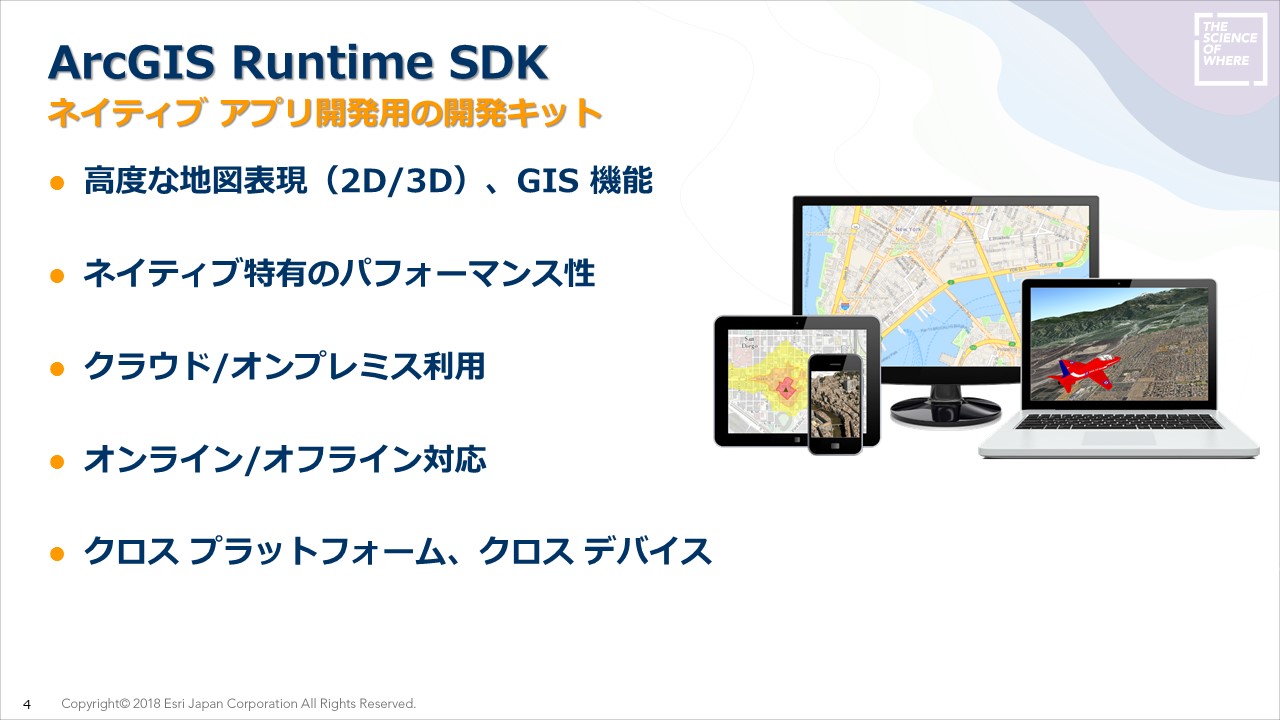 THE
SCIENCE
OF
WHERE
ArcGIS Runtime SDK
ネイティブ アプリ開発用の開発キット
● 高度な地図表現（2D/3D）、GIS 機能
● ネイティブ特有のパフォーマンス性
● クラウド/オンプレミス利用
● オンライン/オフライン対応
● クロス プラットフォーム、クロス デバイス
New York
San
Diego
4 Copyright© 2018 Esri Japan Corporation All Rights Reserved.